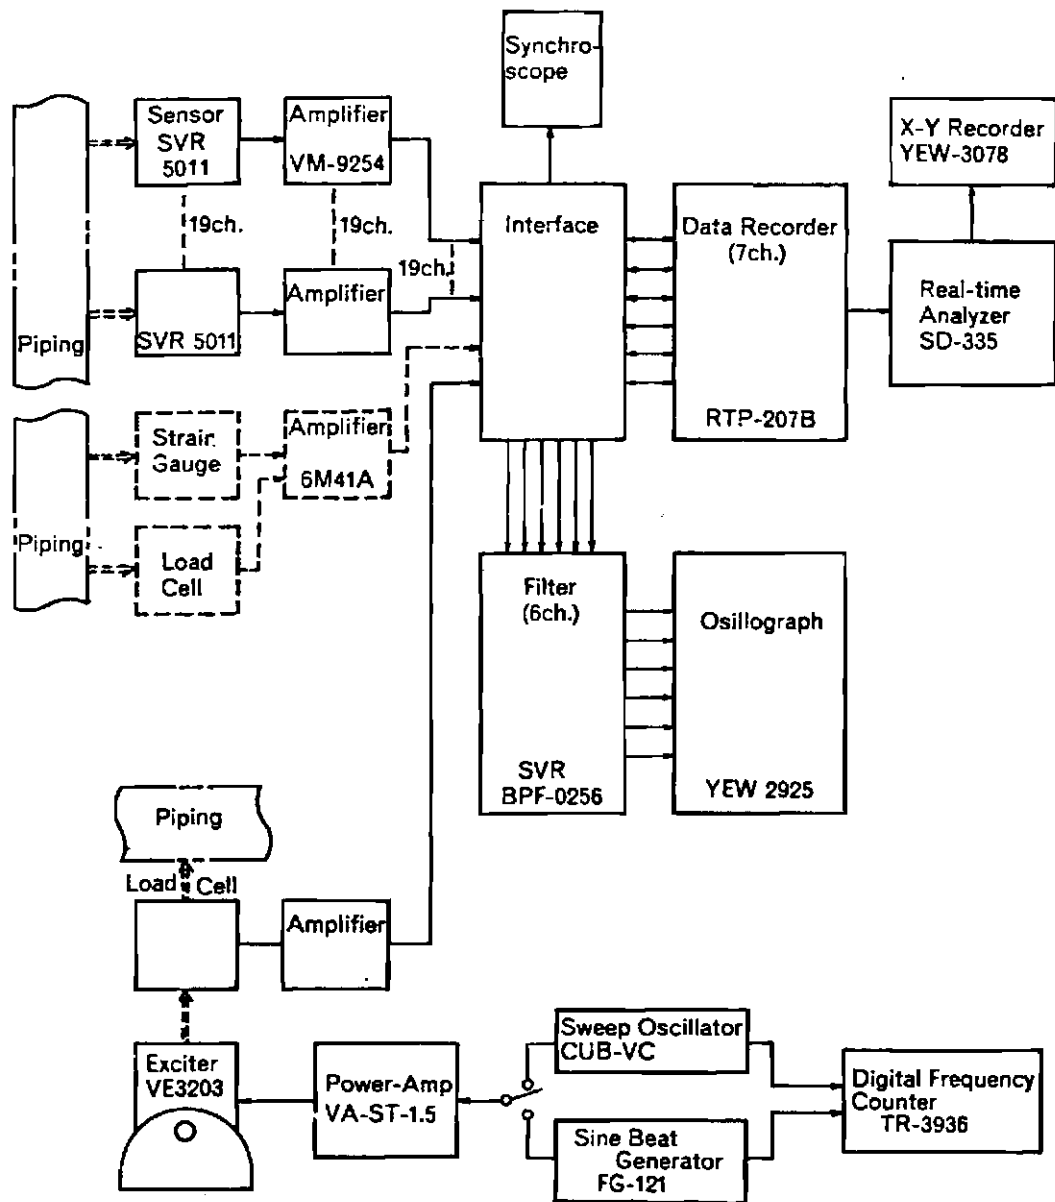 Synchro-
scope
Sensor
SVR
5011
Amplifier
VM-9254
X-Y Recorder
YEW-3078
19ch.
19ch.
19ch.
Interface
Data Recorder
(7ch.)
RTP-207B
Real-time
Analyzer
SD-335
Piping
SVR 5011
Amplifier
Strain
Gauge
Amplifier
6M41A
Piping
Load
Cell
Filter
(6ch.)
SVR
BPF-0256
Osillograph
YEW 2925
Piping
Load Cell
Amplifier
Exciter
VE3203
Power-Amp
VA-ST-1.5
Sweep Oscillator
CUB-VC
Sine Beat
Generator
FG-121
Digital Frequency
Counter
TR-3936